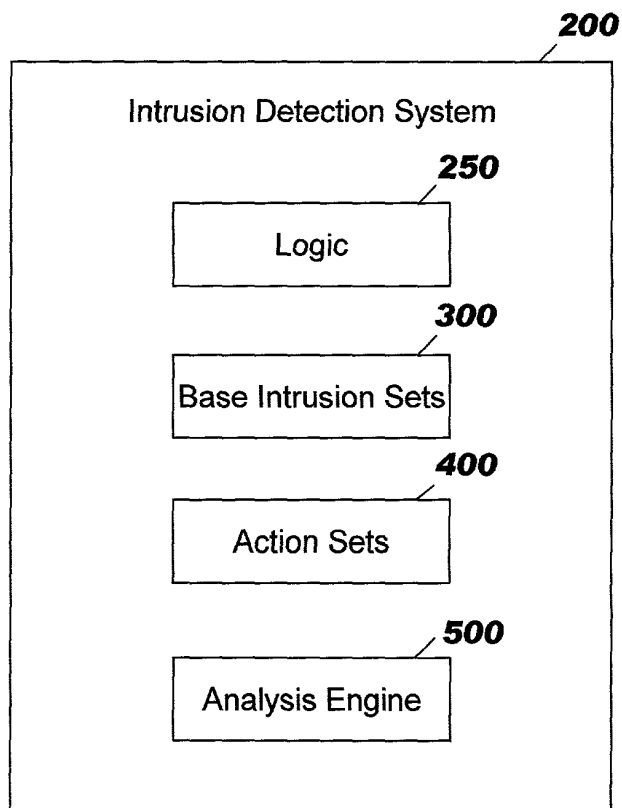 200
Intrusion Detection System
250
Logic
300
Base Intrusion Sets
400
Action Sets
500
Analysis Engine